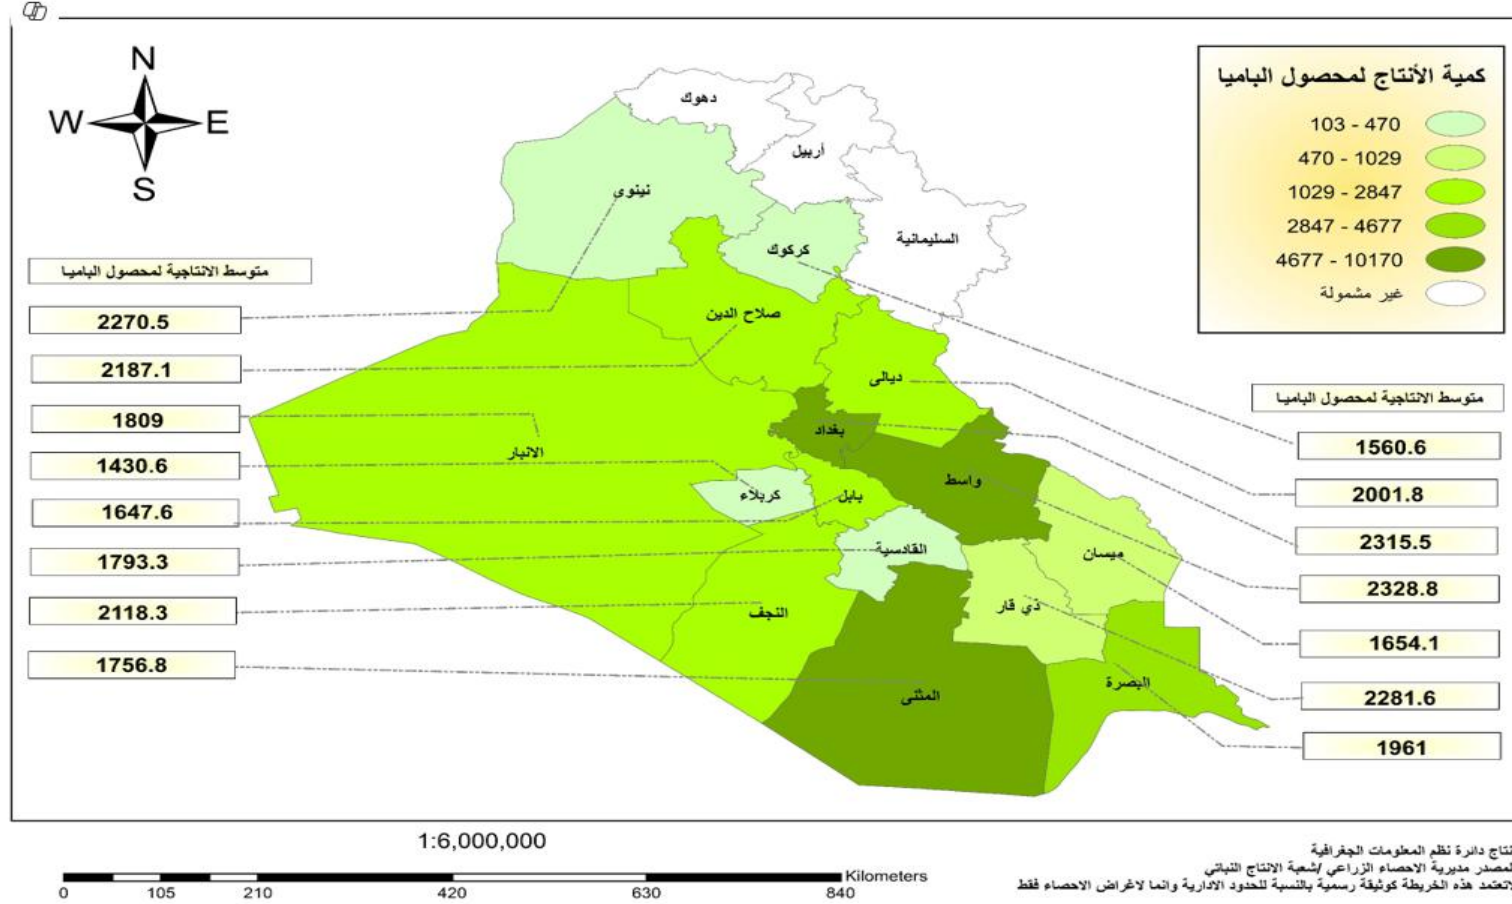 N
W E
S
كمية الأنتاج لمحصول الباميا
103 - 470
470 - 1029
1029 - 2847
2847 - 4677
4677 - 10170
غير مشمولة
دهوك
أربيل
نينوى
السليمانية
كركوك
صلاح الدين
ديالى
بغداد
الانبار
واسط
كربلاء
بابل
القادسية
ميسان
ذي قار
النجف
البصرة
المثنى
متوسط الانتاجية لمحصول الباميا
2270.5
2187.1
1809
1430.6
1647.6
1793.3
2118.3
1756.8
متوسط الانتاجية لمحصول الباميا
1560.6
2001.8
2315.5
2328.8
1654.1
2281.6
1961
1:6,000,000
Kilometers
0 105 210 420 630 840
نتاج دائرة نظم المعلومات الجغرافية
لمصدر مديرية الاحصاء الزراعي /شعبة الانتاج النباتي
لاتعتمد هذه الخريطة كوثيقة رسمية بالنسبة للحدود الادارية وانما لاغراض الاحصاء فقط